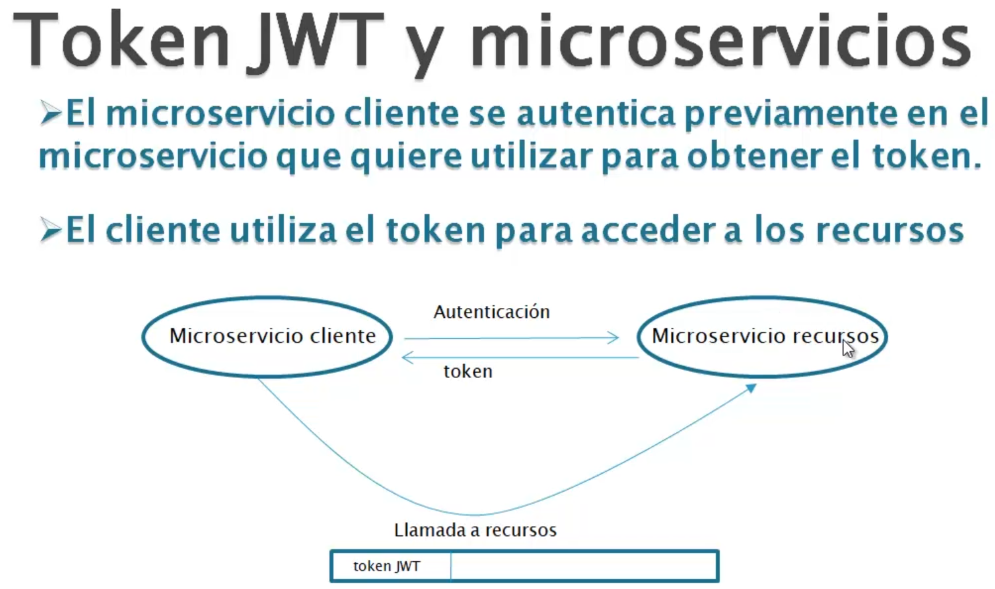 Token JWT y microservicios
➢El microservicio cliente se autentica previamente en el
microservicio que quiere utilizar para obtener el token.
➢El cliente utiliza el token para acceder a los recursos
Autenticación
Microservicio cliente
Microservicio recursos
token
Llamada a recursos
token JWT